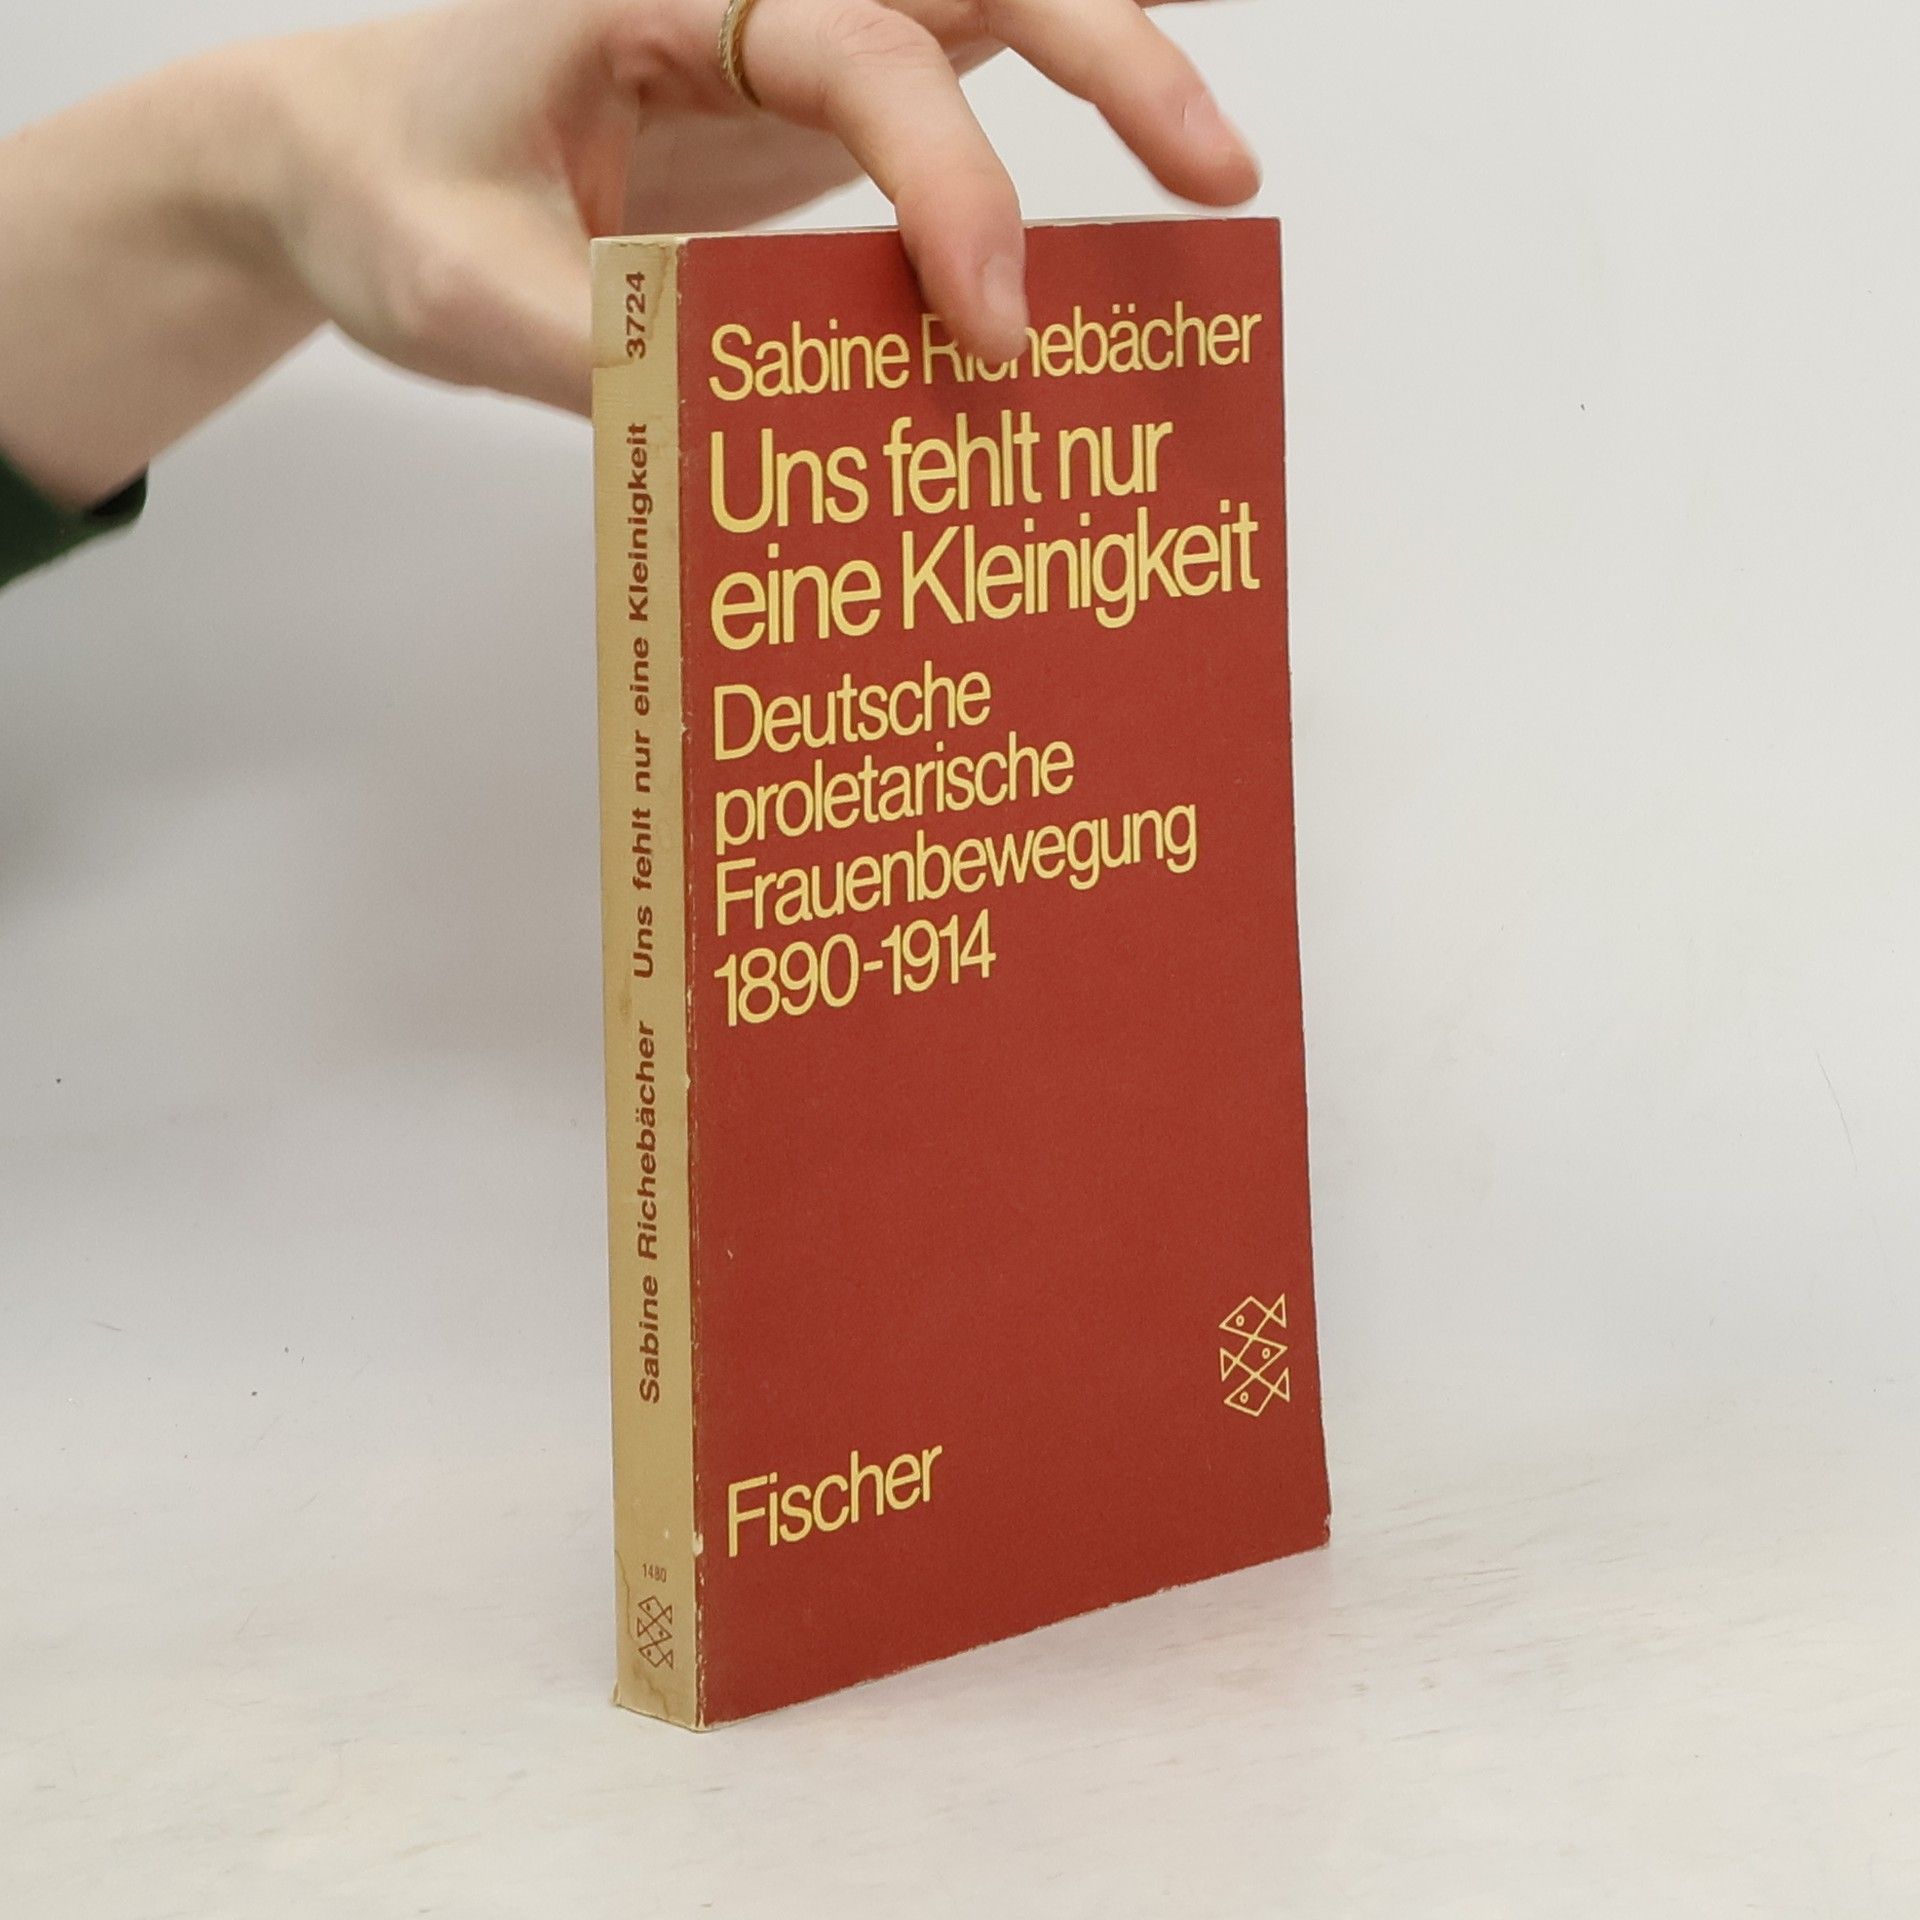 Sabine Richebächer
Uns fehlt nur
eine Kleinigkeit
Deutsche
proletarische
Frauenbewegung
1890-1914
Fischer
Sabine Richebächer Uns fehlt nur eine Kleinigkeit 3724
1480